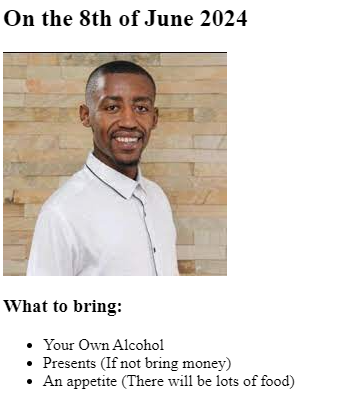 On the 8th of June 2024
What to bring:
Your Own Alcohol
Presents (If not bring money)
An appetite (There will be lots of food)